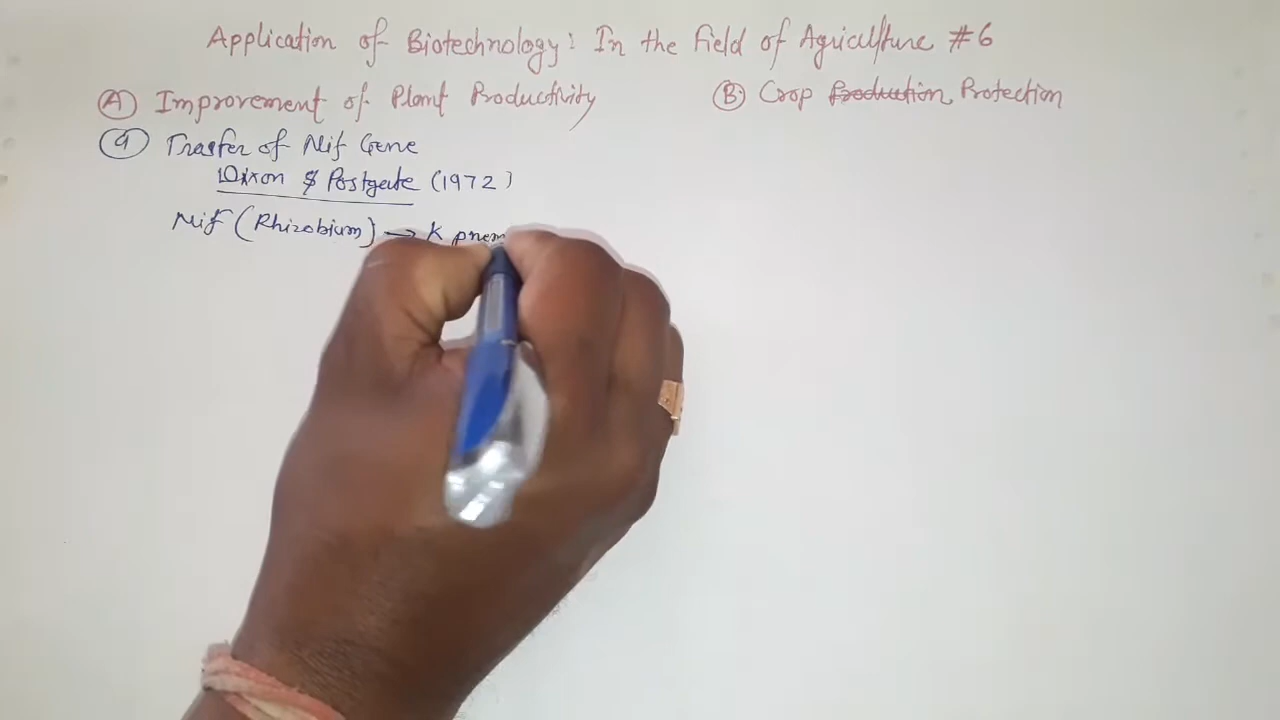 Application of Biotechnology: In the Field of Agriculture #6
A Improvement of Plant Productivity
B Crop Production Protection
a Trasfer of Nif Gene
Dixon $ Postgate (1972)
Nif (Rhizobium) → K pnem